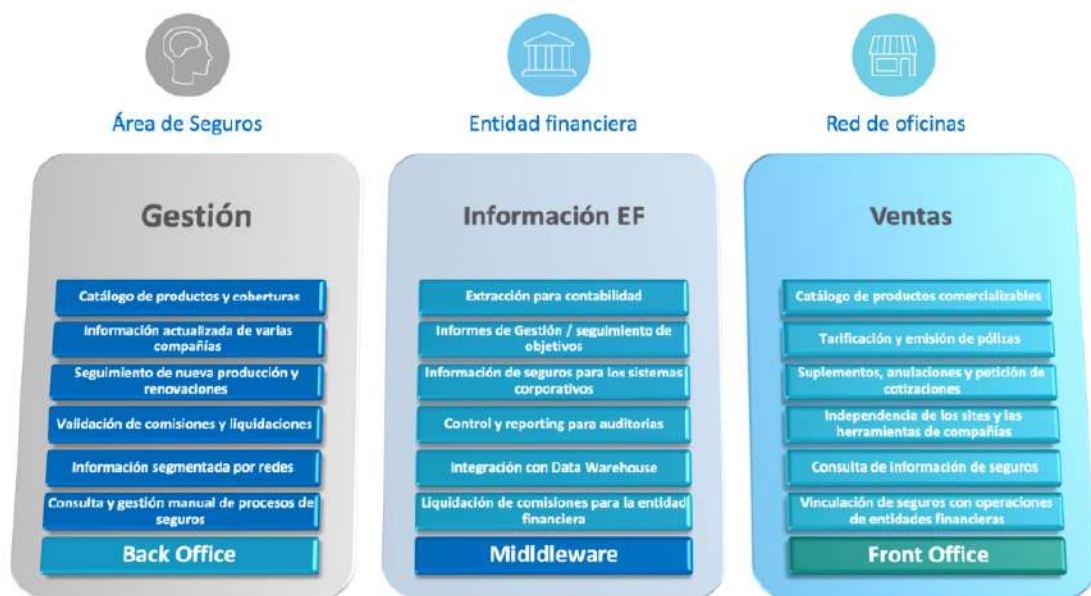 Área de Seguros
Entidad financiera
Red de oficinas
Gestión
Catálogo de productos y coberturas
Información actualizada de varias
compañías
Seguimiento de nueva producción y
renovaciones
Validación de comisiones y liquidaciones
Información segmentada por redes
Consulta y gestión manual de procesos de
seguros
Back Office
Información EF
Extracción para contabilidad
Informes de Gestión / seguimiento de
objetivos
Información de seguros para los sistemas
corporativos
Control y reporting para auditorias
Integración con Data Warehouse
Liquidación de comisiones para la entidad
financiera
Mididdleware
Ventas
Catálogo de productos comercializables
Tarificación y emisión de pólizas
Suplementos, anulaciones y petición de
cotizaciones
Independencia de los sites y las
herramientas de compañías
Consulta de información de seguros
Vinculación de seguros con operaciones
de entidades financieras
Front Office